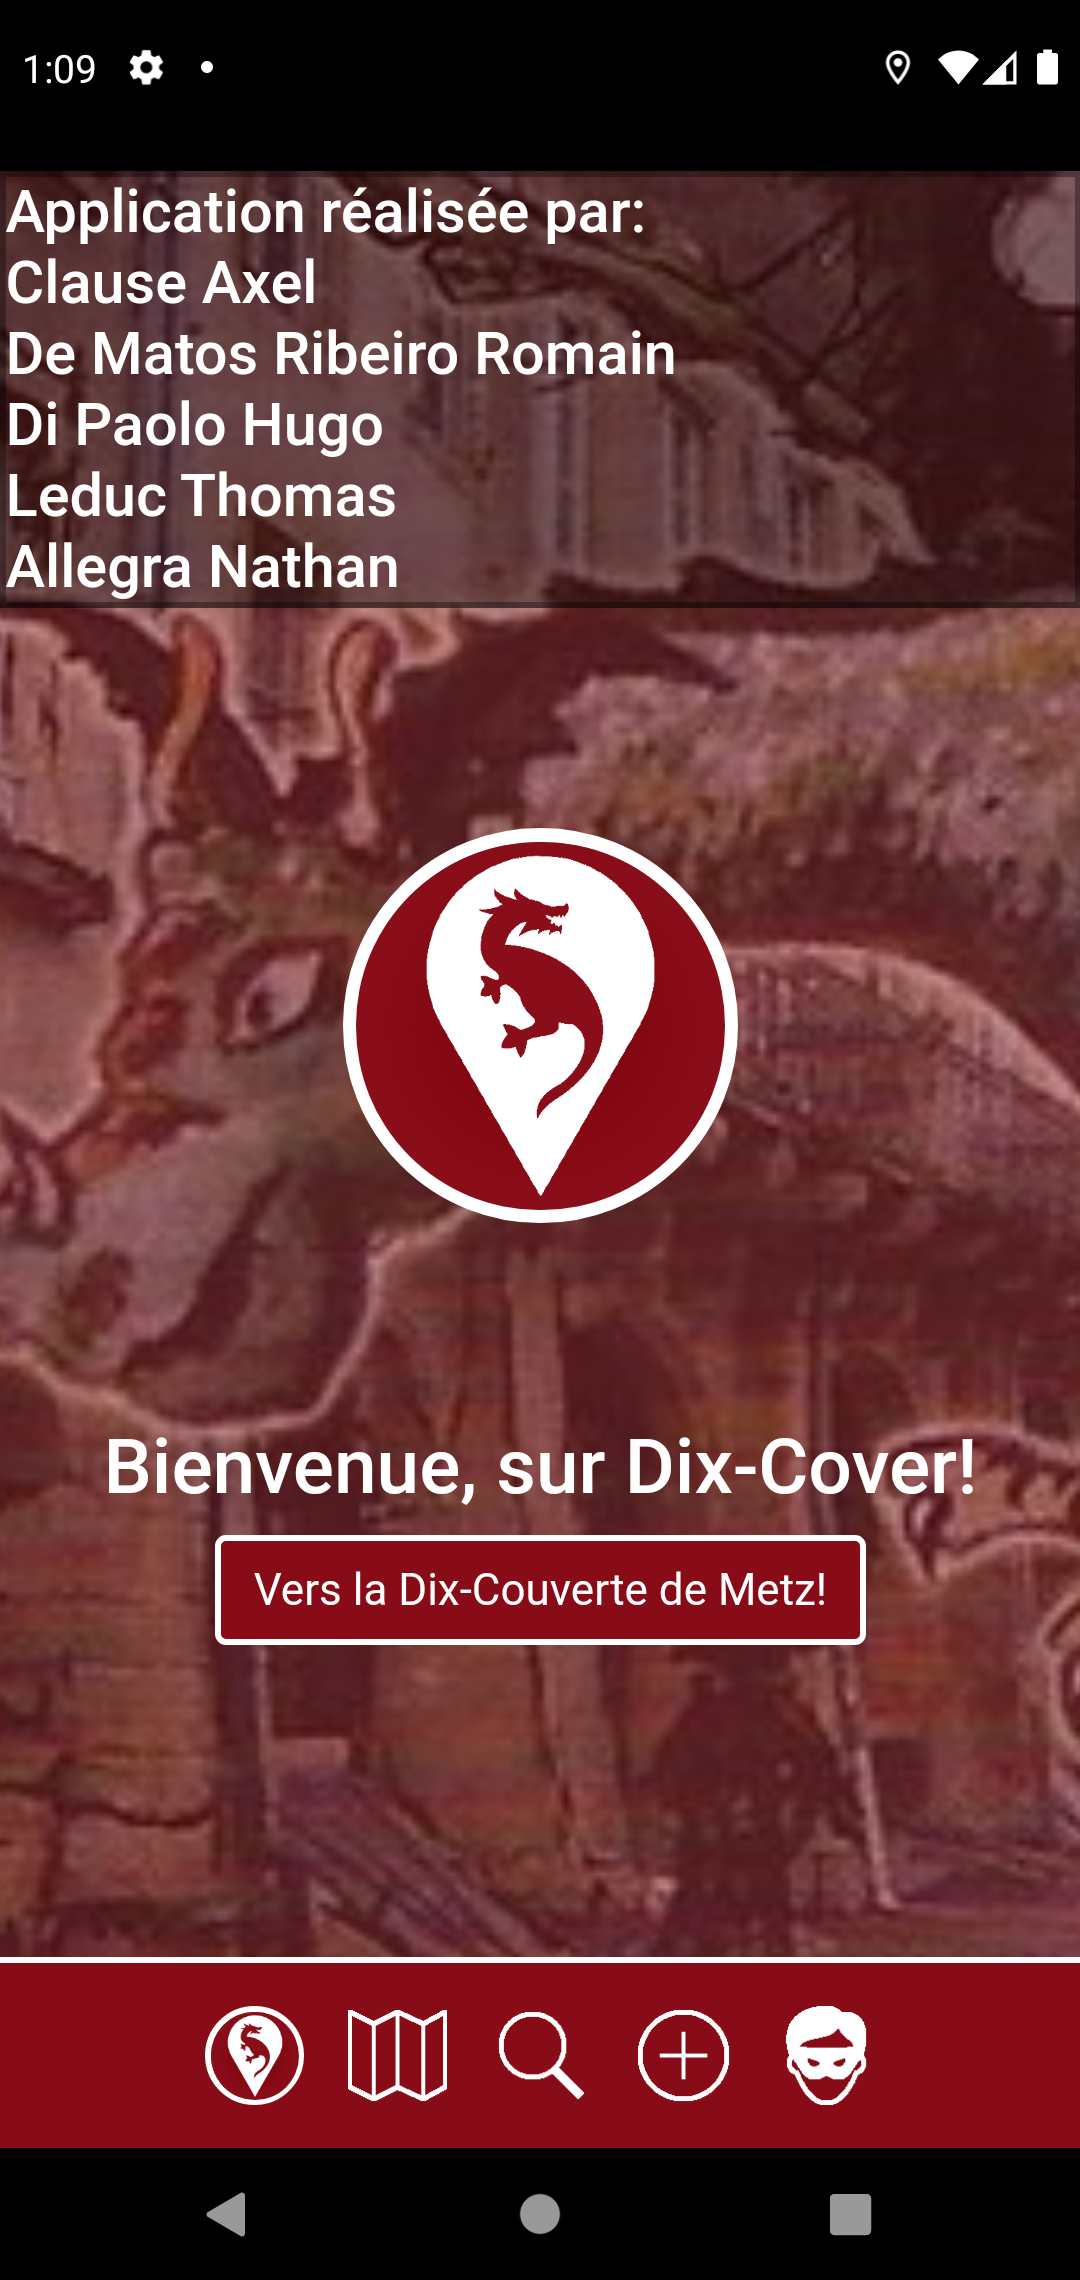 1:09
Application réalisée par:
Clause Axel
De Matos Ribeiro Romain
Di Paolo Hugo
Leduc Thomas
Allegra Nathan
Bienvenue, sur Dix-Cover!
Vers la Dix-Couverte de Metz!